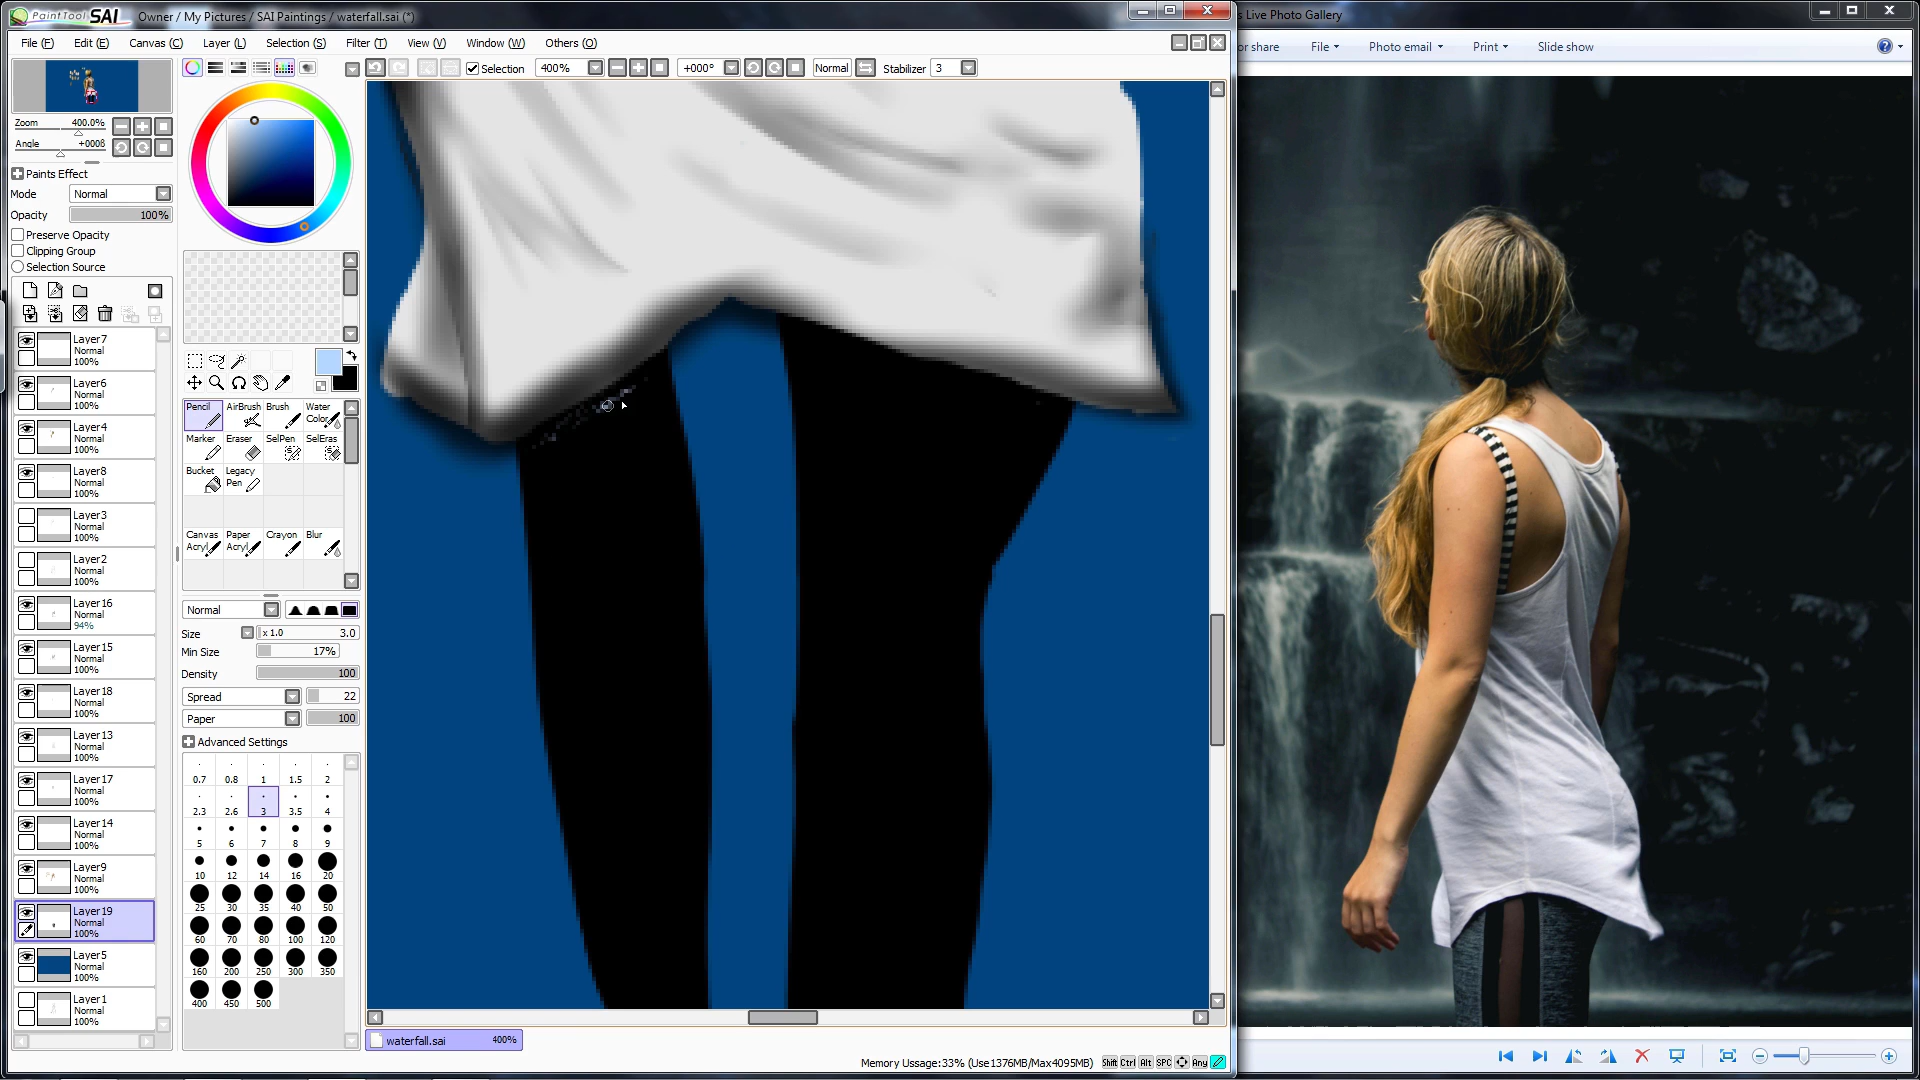 PaintTool SAI Owner / My Pictures / SAI Paintings / waterfall.sai (*)
s Live Photo Gallery
File (F) Edit (E) Canvas (C) Layer (L) Selection (S) Filter (T) View (V) Window (W) Others (O)
or share File Photo email Print Slide show
Selection 400% +000° Normal Stabilizer 3
Zoom 400.0%
Angle +000ß
Paints Effect
Mode Normal
Opacity 100%
Preserve Opacity
Clipping Group
Selection Source
Layer7
Normal
100%
Layer6
Normal
100%
Layer4
Normal
100%
Layer8
Normal
100%
Layer3
Normal
100%
Layer2
Normal
100%
Layer16
Normal
94%
Layer15
Normal
100%
Layer18
Normal
100%
Layer13
Normal
100%
Layer17
Normal
100%
Layer14
Normal
100%
Layer9
Normal
100%
Layer19
Normal
100%
Layer5
Normal
100%
Layer1
Normal
100%
Pencil AirBrush Brush Water Color
Marker Eraser SelPen SelEras
Bucket Legacy Pen
Canvas Acryl Paper Acryl Crayon Blur
Normal
Size x 1.0 3.0
Min Size 17%
Density 100
Spread 22
Paper 100
Advanced Settings
0.7 0.8 1 1.5 2
2.3 2.6 3 3.5 4
5 6 7 8 9
10 12 14 16 20
25 30 35 40 50
60 70 80 100 120
160 200 250 300 350
400 450 500
waterfall.sai 400%
Memory Ussage:33% (Use1376MB/Max4095MB) Shift Ctrl Alt SPC Any